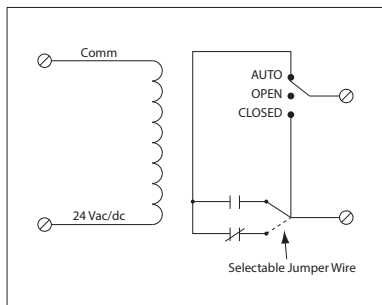 Comm
AUTO
OPEN
CLOSED
24 Vac/dc
Selectable Jumper Wire